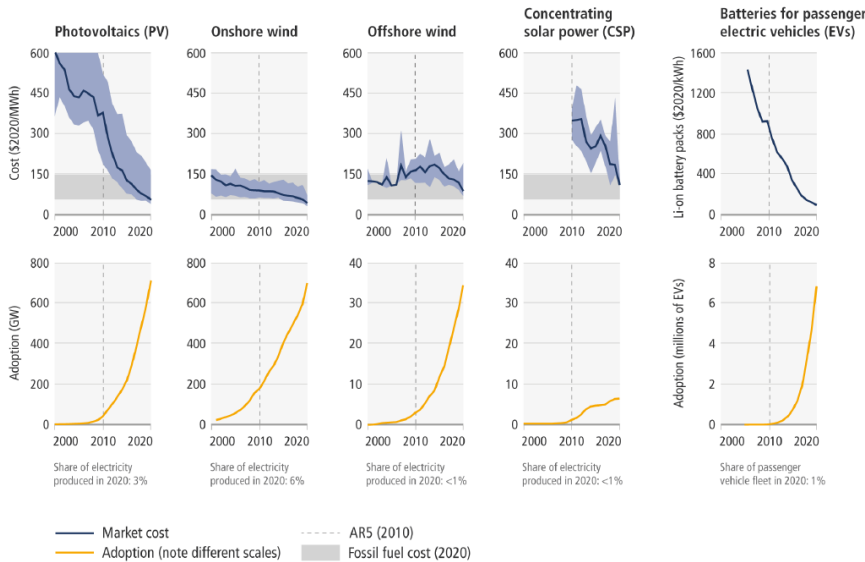 Photovoltaics (PV)
Onshore wind
Offshore wind
Concentrating
solar power (CSP)
Batteries for passenger
electric vehicles (EVs)
Cost ($2020/MWh)
600
450
300
150
0
2000 2010 2020
600
450
300
150
0
2000 2010 2020
600
450
300
150
0
2000 2010 2020
600
450
300
150
0
2000 2010 2020
Li-on battery packs ($2020/kWh)
1600
1200
800
400
0
2000 2010 2020
Adoption (GW)
800
600
400
200
0
2000 2010 2020
800
600
400
200
0
2000 2010 2020
40
30
20
10
0
2000 2010 2020
40
30
20
10
0
2000 2010 2020
Adoption (millions of EVs)
8
6
4
2
0
2000 2010 2020
Share of electricity
produced in 2020: 3%
Share of electricity
produced in 2020: 6%
Share of electricity
produced in 2020: <1%
Share of electricity
produced in 2020: <1%
Share of passenger
vehicle fleet in 2020: 1%
Market cost
AR5 (2010)
Adoption (note different scales)
Fossil fuel cost (2020)